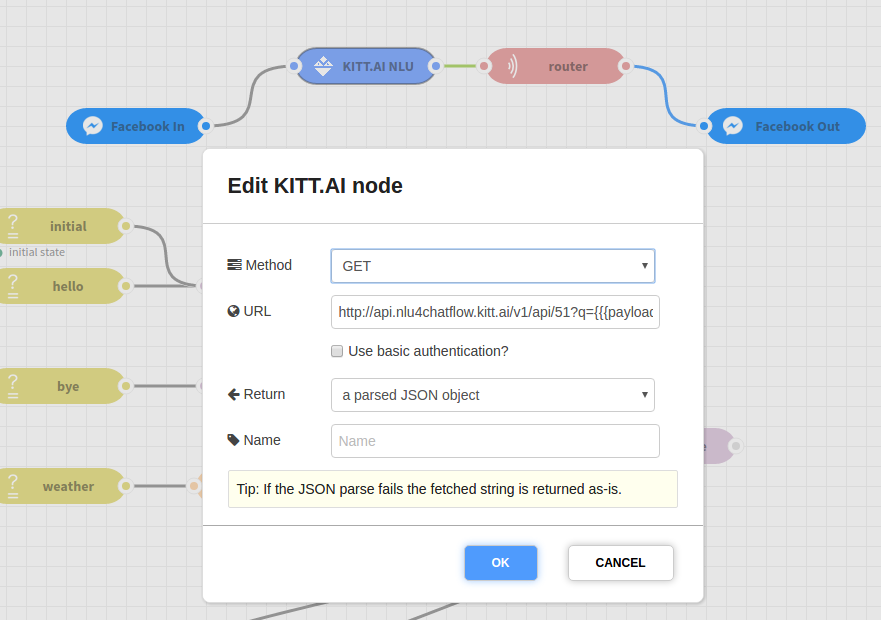 KITT.AI NLU
router
Facebook In
Facebook Out
Edit KITT.AI node
initial
initial state
hello
bye
weather
Method
GET
URL
http://api.nlu4chatflow.kitt.ai/v1/api/51?q={{{payload
Use basic authentication?
Return
a parsed JSON object
Name
Name
Tip: If the JSON parse fails the fetched string is returned as-is.
OK
CANCEL